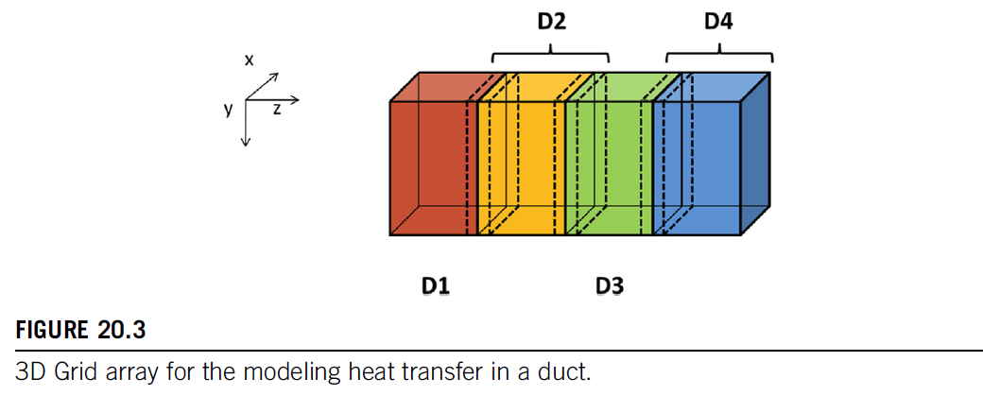 D2 D4
x
y z
D1 D3
FIGURE 20.3
3D Grid array for the modeling heat transfer in a duct.